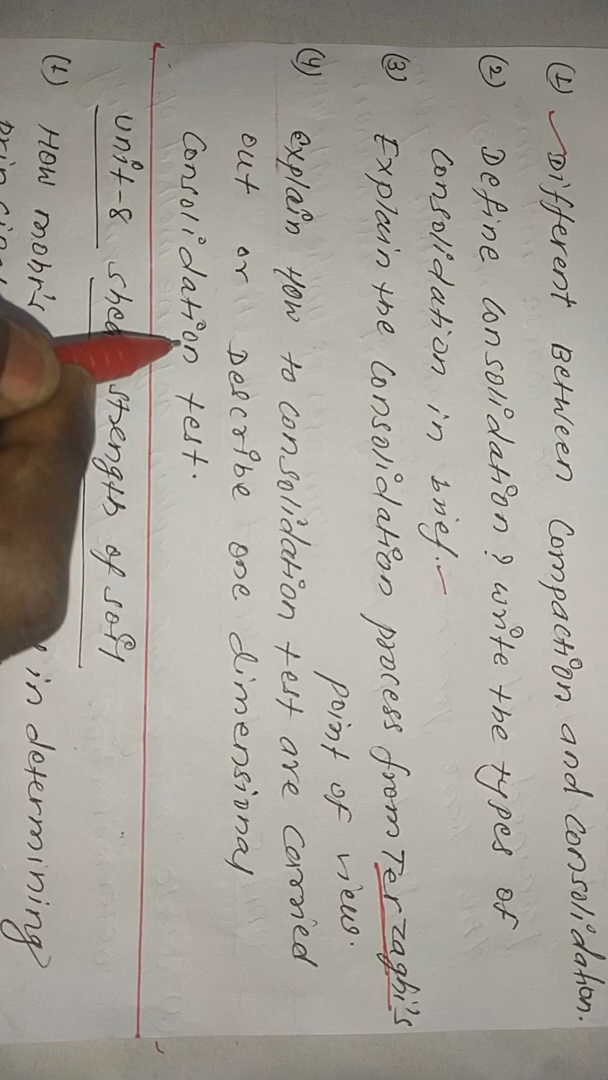 (1) Different Between Compaction and consolidation.
(2) Define consolidation? write the types of
consolidation in brief.
(3) Explain the consolidation process from Terzaghi's
point of view.
(4) explain how to consolidation test are carried
out or Describe one dimensional
consolidation test.
unit-8 shea strength of soil
(1) How mohr's in determining